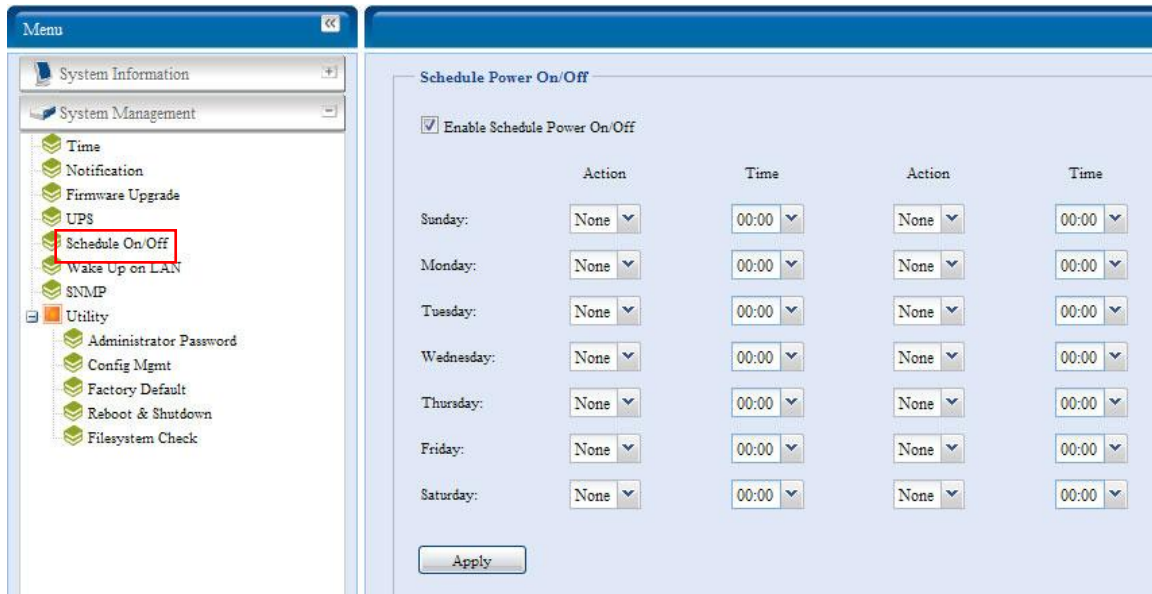 Menu
System Information
System Management
Time
Notification
Firmware Upgrade
UPS
Schedule On/Off
Wake Up on LAN
SNMP
Utility
Administrator Password
Config Mgmt
Factory Default
Reboot & Shutdown
Filesystem Check
Schedule Power On/Off
Enable Schedule Power On/Off
Action Time Action Time
Sunday: None 00:00 None 00:00
Monday: None 00:00 None 00:00
Tuesday: None 00:00 None 00:00
Wednesday: None 00:00 None 00:00
Thursday: None 00:00 None 00:00
Friday: None 00:00 None 00:00
Saturday: None 00:00 None 00:00
Apply